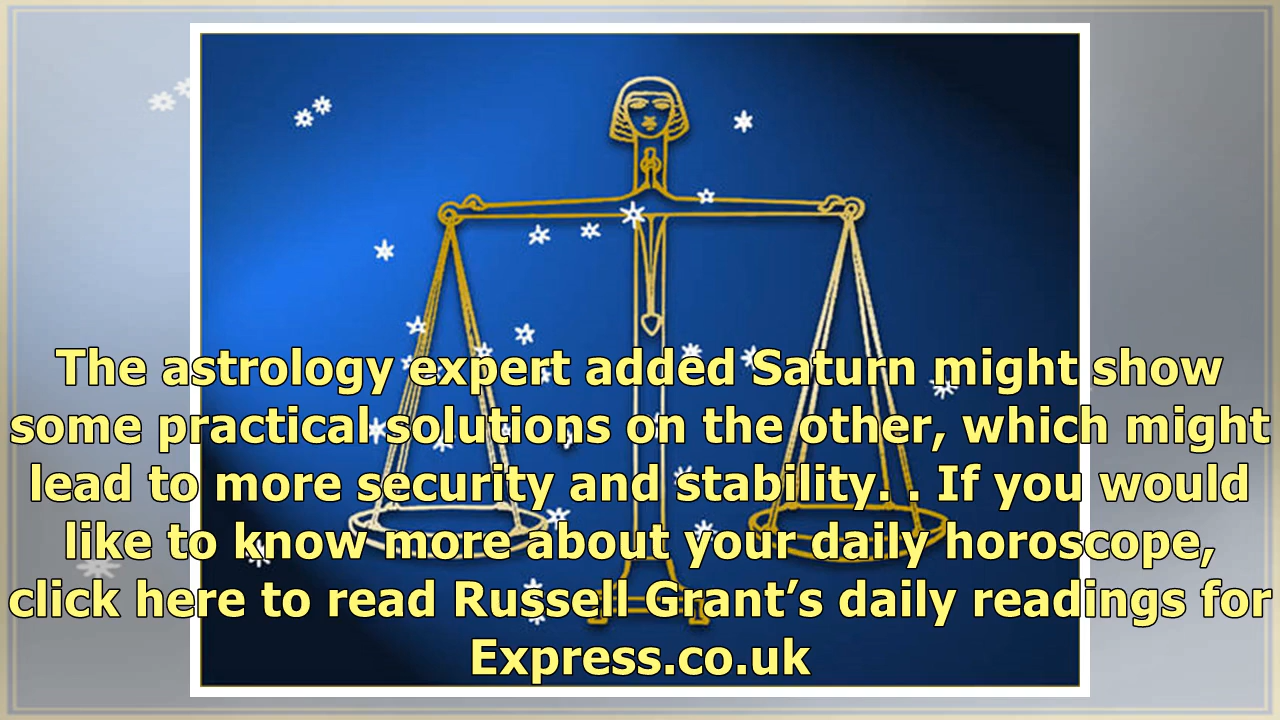 The astrology expert added Saturn might show
some practical solutions on the other, which might
lead to more security and stability. . If you would
like to know more about your daily horoscope,
click here to read Russell Grant’s daily readings for
Express.co.uk